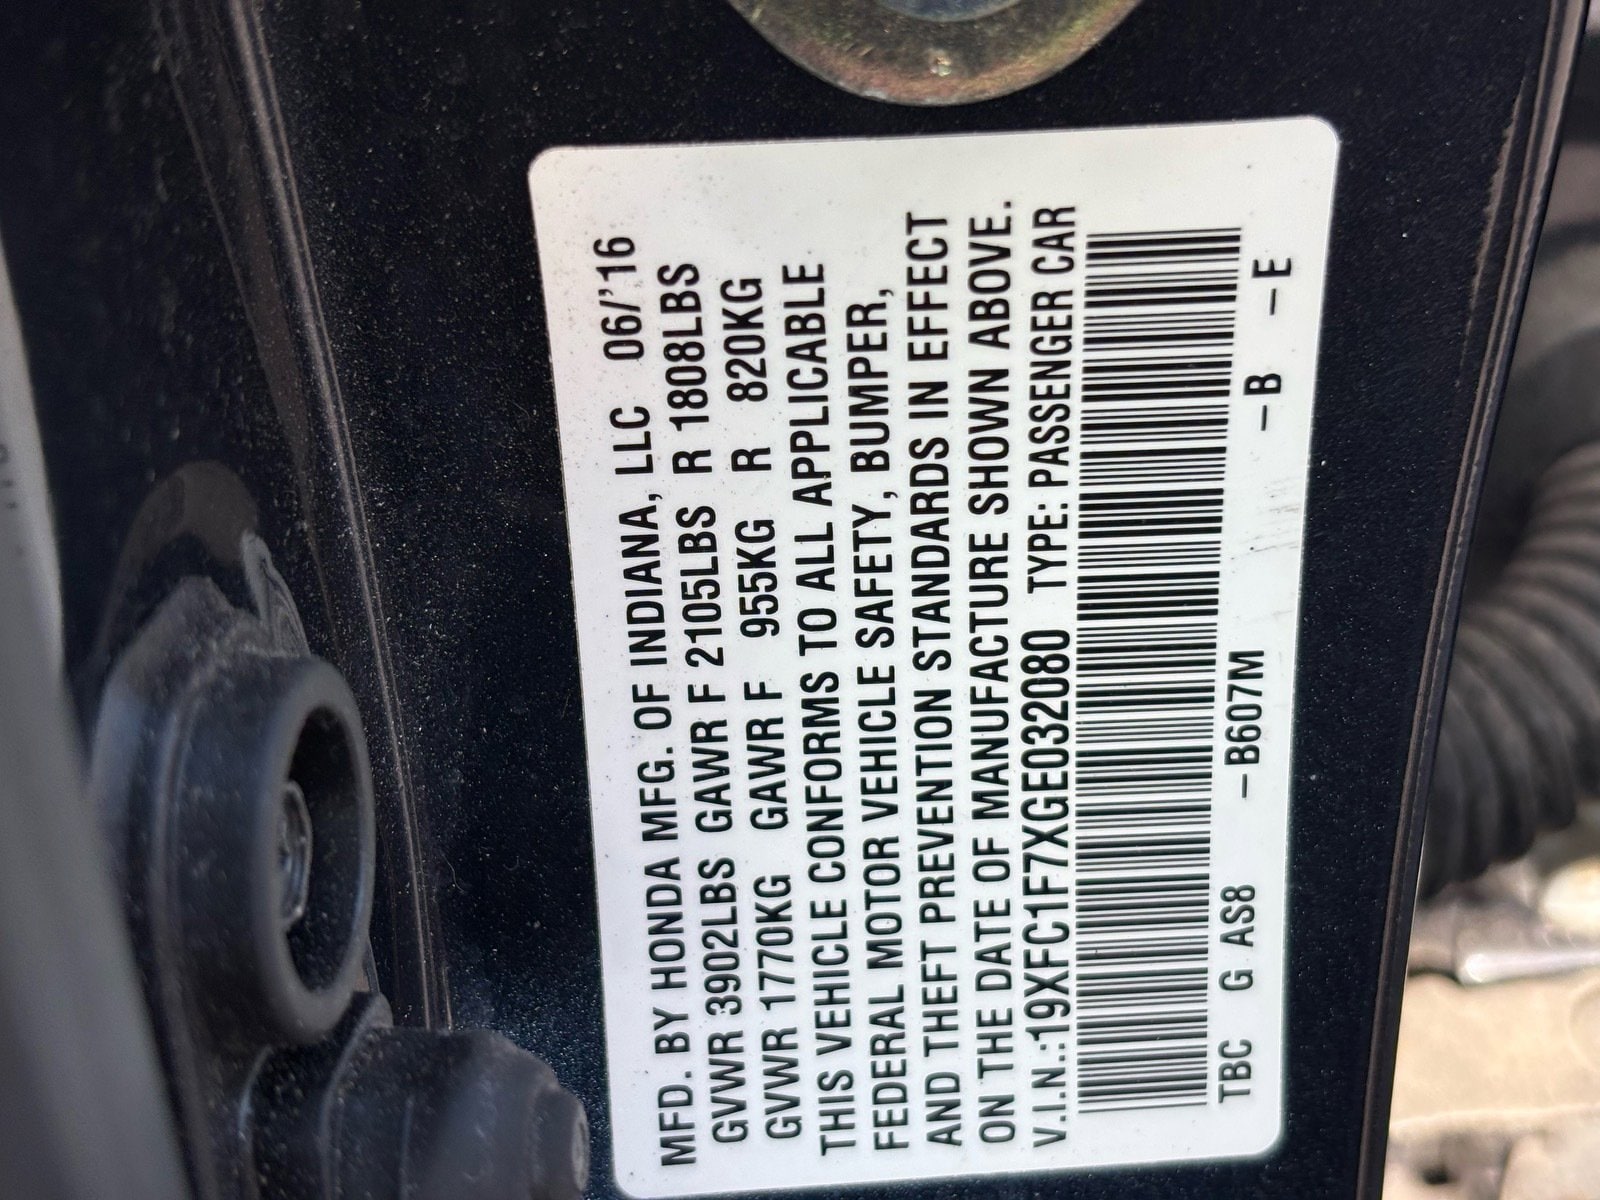 MFD. BY HONDA MFG. OF INDIANA, LLC 06/'16
GVWR 3902LBS GAWR F 2105LBS R 1808LBS
GVWR 1770KG GAWR F 955KG R 820KG
THIS VEHICLE CONFORMS TO ALL APPLICABLE
FEDERAL MOTOR VEHICLE SAFETY, BUMPER,
AND THEFT PREVENTION STANDARDS IN EFFECT
ON THE DATE OF MANUFACTURE SHOWN ABOVE.
V.I.N.:19XFC1F7XGE032080 TYPE: PASSENGER CAR
TBC G AS8 –B607M –B –E